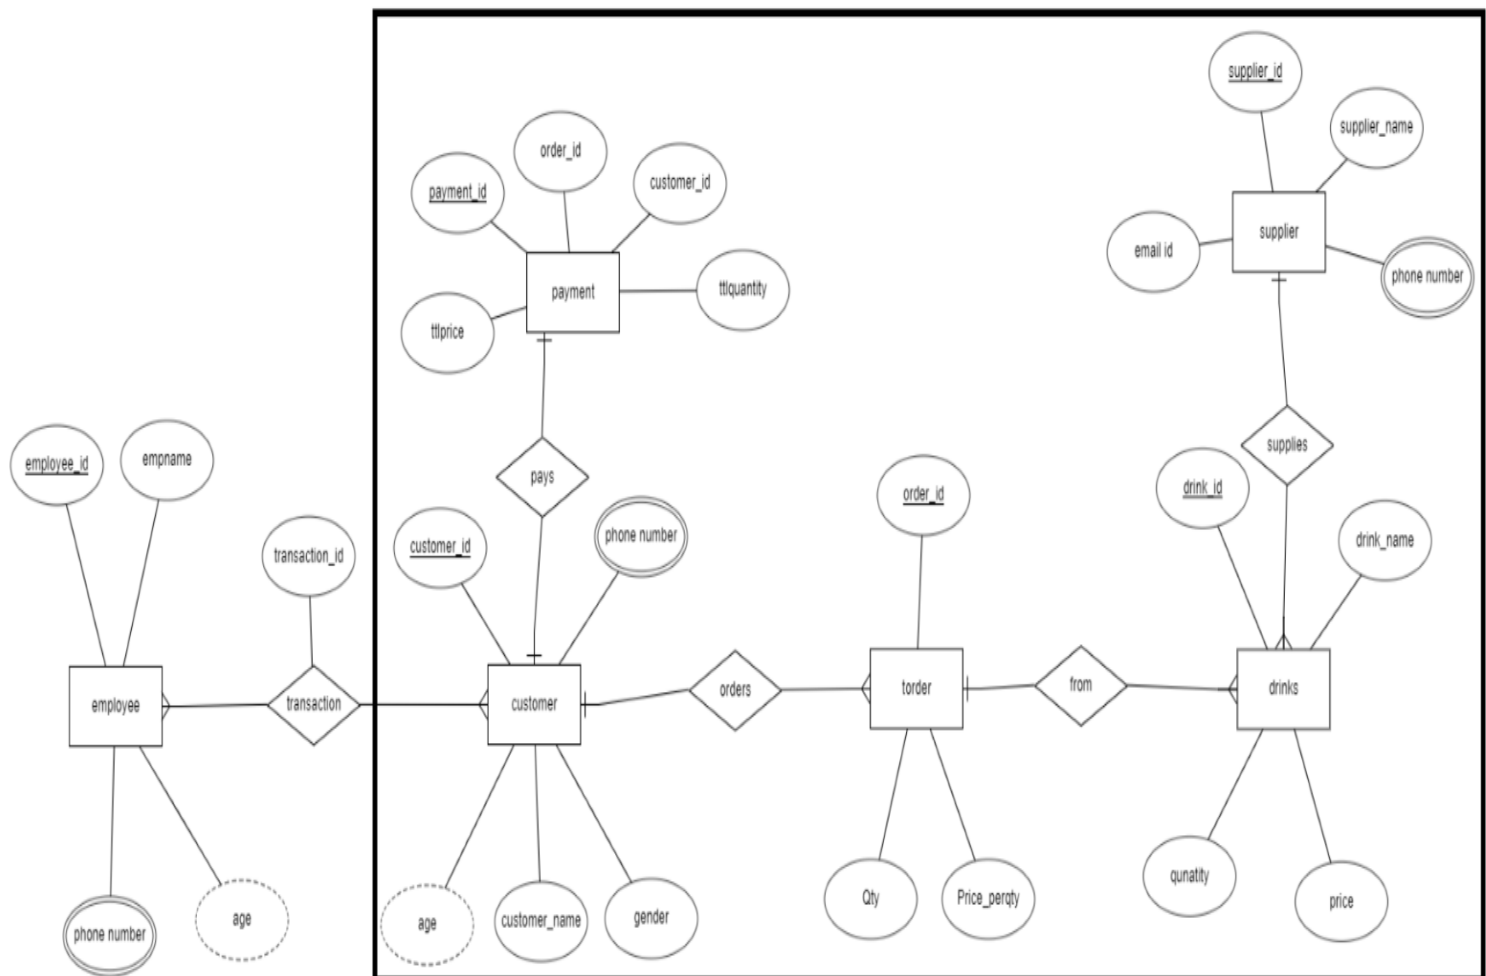 supplier_id
supplier_name
supplier
email id
phone number
order_id
payment_id
customer_id
payment
ttlquantity
ttlprice
supplies
pays
employee_id
empname
transaction_id
customer_id
phone number
order_id
drink_id
drink_name
employee
transaction
customer
orders
torder
from
drinks
phone number
age
age
customer_name
gender
Qty
Price_perqty
qunatity
price